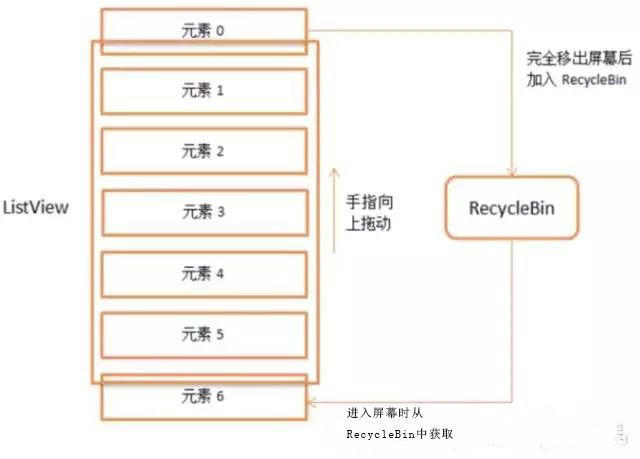 元素 0
完全移出屏幕后
加入 RecycleBin
元素 1
元素 2
ListView
元素 3
手指向
上拖动
RecycleBin
元素 4
元素 5
元素 6
进入屏幕时从
RecycleBin中获取